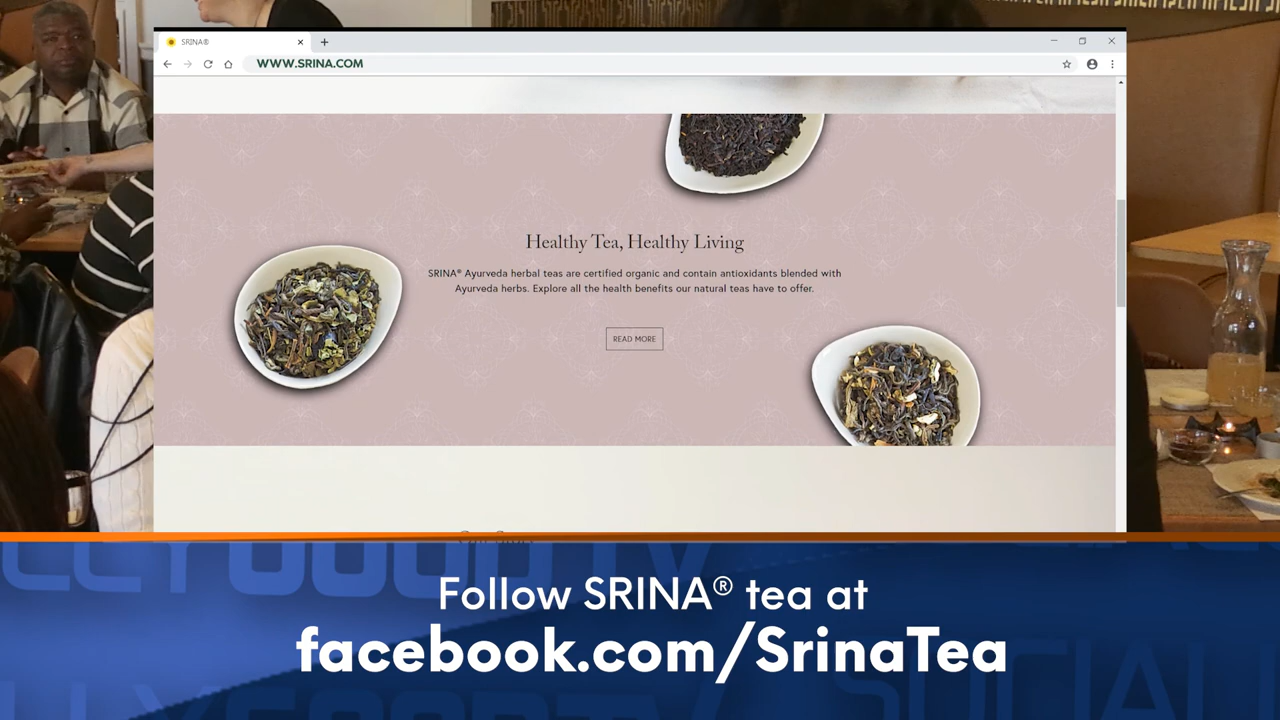 SRINA®
WWW.SRINA.COM
Healthy Tea, Healthy Living
SRINA® Ayurveda herbal teas are certified organic and contain antioxidants blended with
Ayurveda herbs. Explore all the health benefits our natural teas have to offer.
READ MORE
Follow SRINA® tea at
facebook.com/SrinaTea